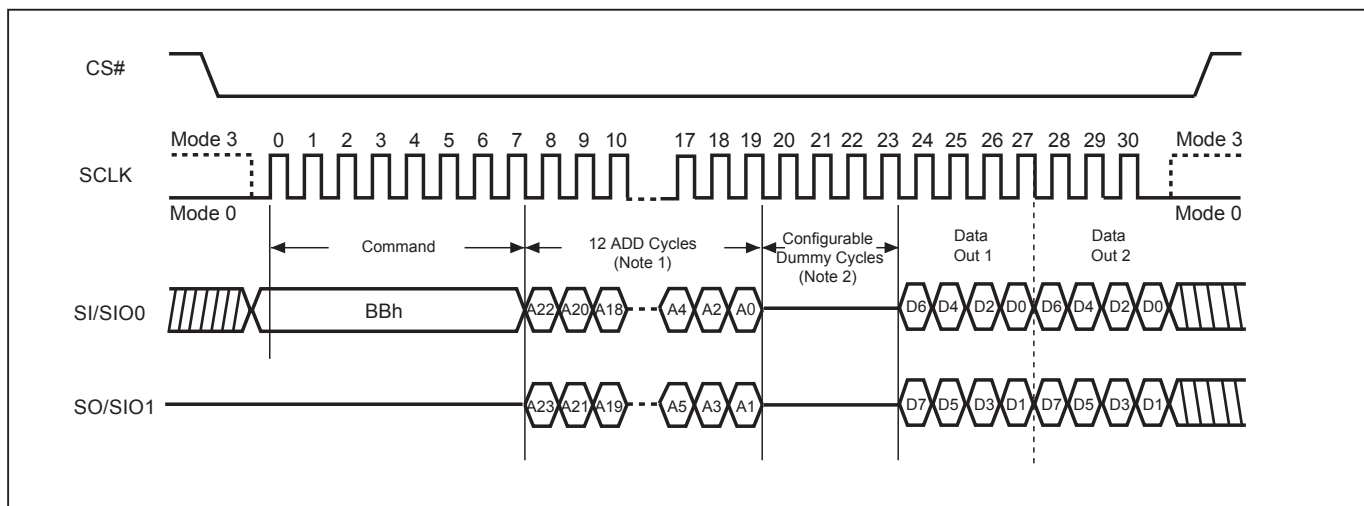 CS#
Mode 3
0 1 2 3 4 5 6 7 8 9 10 17 18 19 20 21 22 23 24 25 26 27 28 29 30
Mode 3
SCLK
Mode 0
Mode 0
Command
12 ADD Cycles
(Note 1)
Configurable
Dummy Cycles
(Note 2)
Data
Out 1
Data
Out 2
SI/SIO0
BBh
A22 A20 A18 A4 A2 A0
D6 D4 D2 D0 D6 D4 D2 D0
SO/SIO1
A23 A21 A19 A5 A3 A1
D7 D5 D3 D1 D7 D5 D3 D1